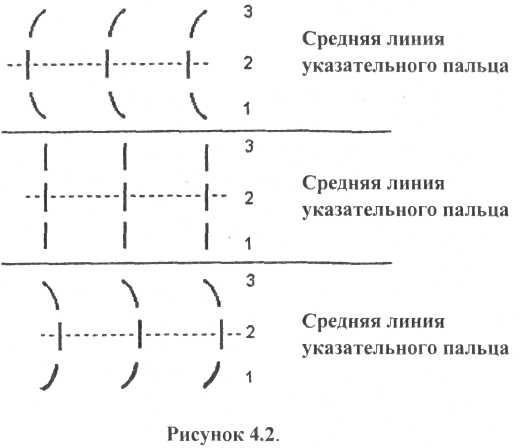 3
Средняя линия
2 указательного пальца
1
3
Средняя линия
2 указательного пальца
1
3
Средняя линия
2 указательного пальца
1
Рисунок 4.2.